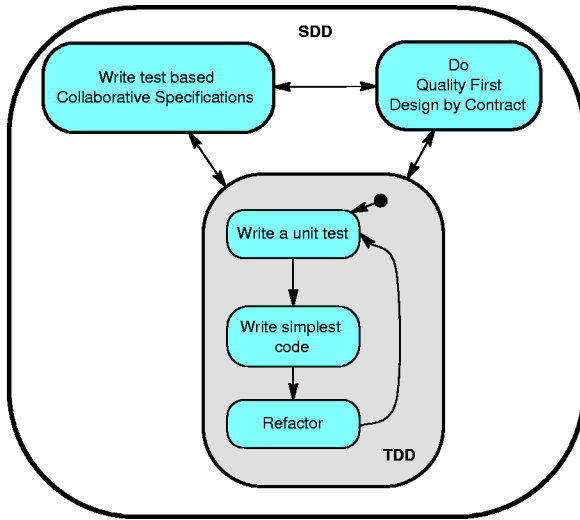 SDD
Write test based
Collaborative Specifications
Do
Quality First
Design by Contract
Write a unit test
Write simplest
code
Refactor
TDD